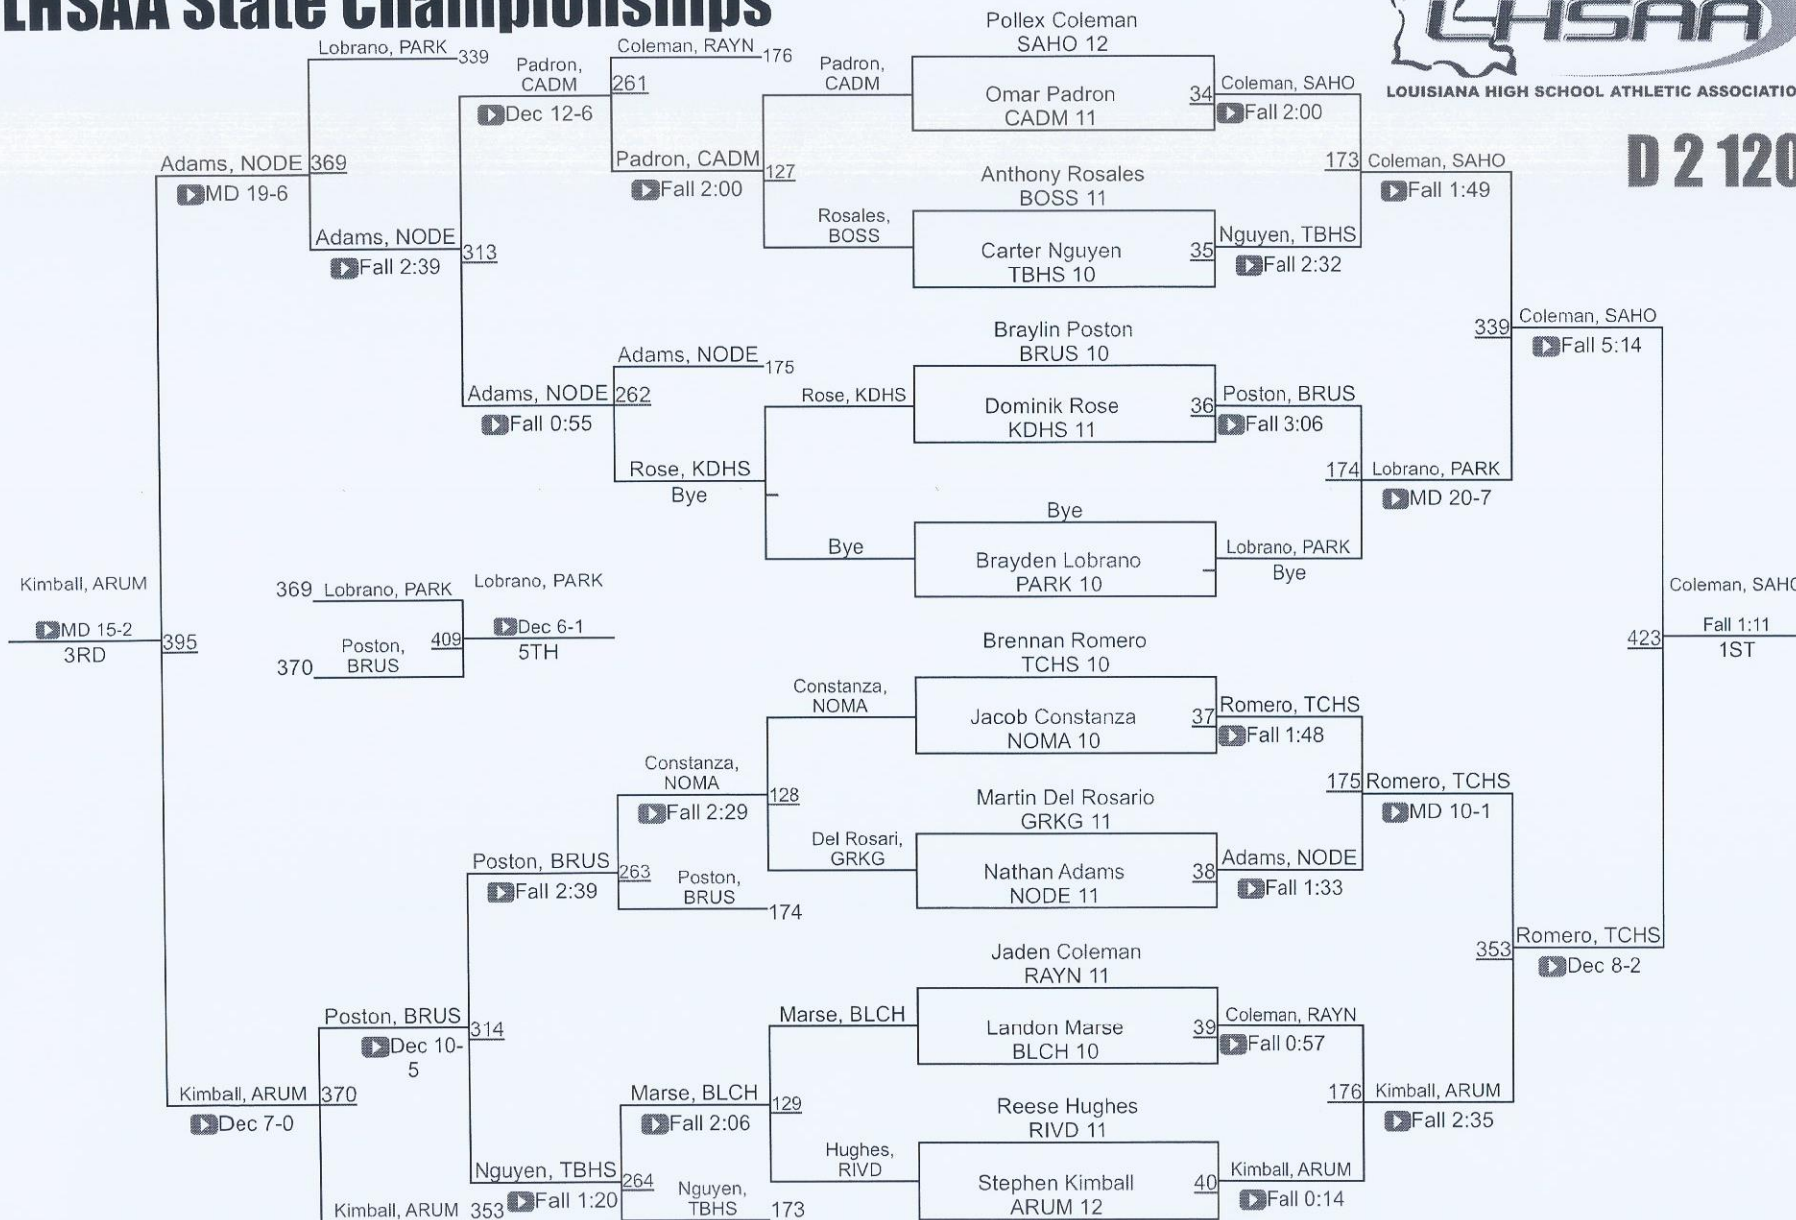 LHSAA State Championships
LHSAA
LOUISIANA HIGH SCHOOL ATHLETIC ASSOCIATIO
D 2 120
Lobrano, PARK
339
Adams, NODE
369
MD 19-6
Adams, NODE
313
Fall 2:39
Padron,
CADM
261
Dec 12-6
Coleman, RAYN
176
Padron, CADM
127
Fall 2:00
Padron,
CADM
Rosales,
BOSS
Adams, NODE
262
Fall 0:55
Adams, NODE
175
Rose, KDHS
Bye
Rose, KDHS
Bye
Pollex Coleman
SAHO 12
Omar Padron
CADM 11
34
Coleman, SAHO
Fall 2:00
Anthony Rosales
BOSS 11
Carter Nguyen
TBHS 10
35
Nguyen, TBHS
Fall 2:32
173
Coleman, SAHO
Fall 1:49
Braylin Poston
BRUS 10
Dominik Rose
KDHS 11
36
Poston, BRUS
Fall 3:06
Bye
Brayden Lobrano
PARK 10
Lobrano, PARK
Bye
174
Lobrano, PARK
MD 20-7
339
Coleman, SAHO
Fall 5:14
Kimball, ARUM
MD 15-2
3RD
395
369 Lobrano, PARK
370
Poston,
BRUS
409
Lobrano, PARK
Dec 6-1
5TH
Coleman, SAHO
423
Fall 1:11
1ST
Brennan Romero
TCHS 10
Jacob Constanza
NOMA 10
37
Romero, TCHS
Fall 1:48
Martin Del Rosario
GRKG 11
Nathan Adams
NODE 11
38
Adams, NODE
Fall 1:33
175
Romero, TCHS
MD 10-1
Constanza,
NOMA
Del Rosari,
GRKG
Constanza,
NOMA
128
Fall 2:29
Poston,
BRUS
174
Poston, BRUS
263
Fall 2:39
Poston, BRUS
314
Dec 10-
5
Kimball, ARUM
370
Dec 7-0
Kimball, ARUM 353
Nguyen, TBHS
264
Fall 1:20
Marse, BLCH
129
Fall 2:06
Nguyen,
TBHS
173
Marse, BLCH
Hughes,
RIVD
Jaden Coleman
RAYN 11
Landon Marse
BLCH 10
39
Coleman, RAYN
Fall 0:57
Reese Hughes
RIVD 11
Stephen Kimball
ARUM 12
40
Kimball, ARUM
Fall 0:14
176
Kimball, ARUM
Fall 2:35
353
Romero, TCHS
Dec 8-2